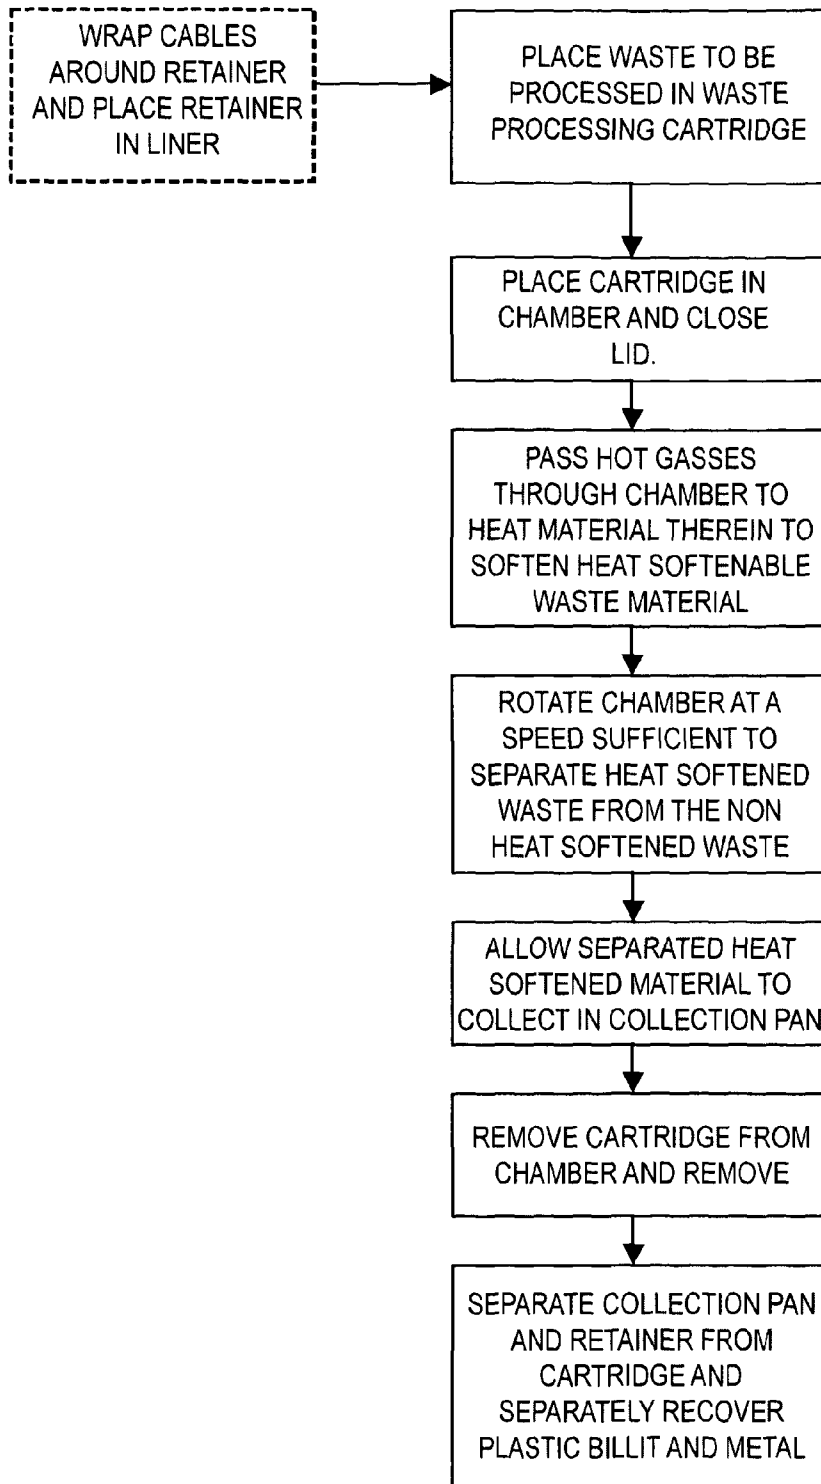 WRAP CABLES
AROUND RETAINER
AND PLACE RETAINER
IN LINER
PLACE WASTE TO BE
PROCESSED IN WASTE
PROCESSING CARTRIDGE
PLACE CARTRIDGE IN
CHAMBER AND CLOSE
LID.
PASS HOT GASSES
THROUGH CHAMBER TO
HEAT MATERIAL THEREIN TO
SOFTEN HEAT SOFTENABLE
WASTE MATERIAL
ROTATE CHAMBER AT A
SPEED SUFFICIENT TO
SEPARATE HEAT SOFTENED
WASTE FROM THE NON
HEAT SOFTENED WASTE
ALLOW SEPARATED HEAT
SOFTENED MATERIAL TO
COLLECT IN COLLECTION PAN
REMOVE CARTRIDGE FROM
CHAMBER AND REMOVE
SEPARATE COLLECTION PAN
AND RETAINER FROM
CARTRIDGE AND
SEPARATELY RECOVER
PLASTIC BILLIT AND METAL